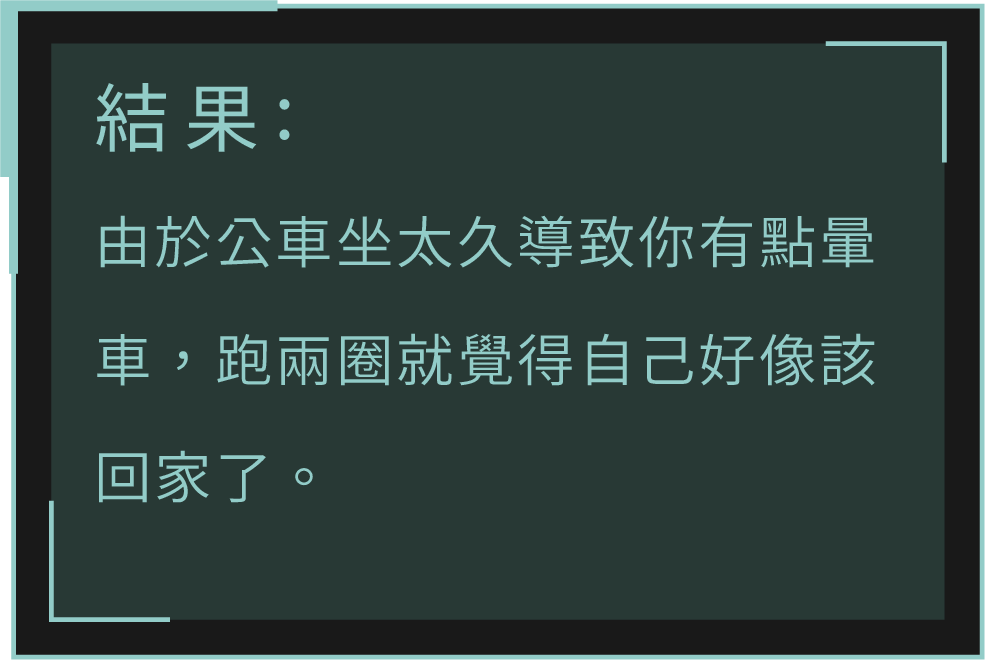 結果:
由於公車坐太久導致你有點暈
車，跑兩圈就覺得自己好像該
回家了。